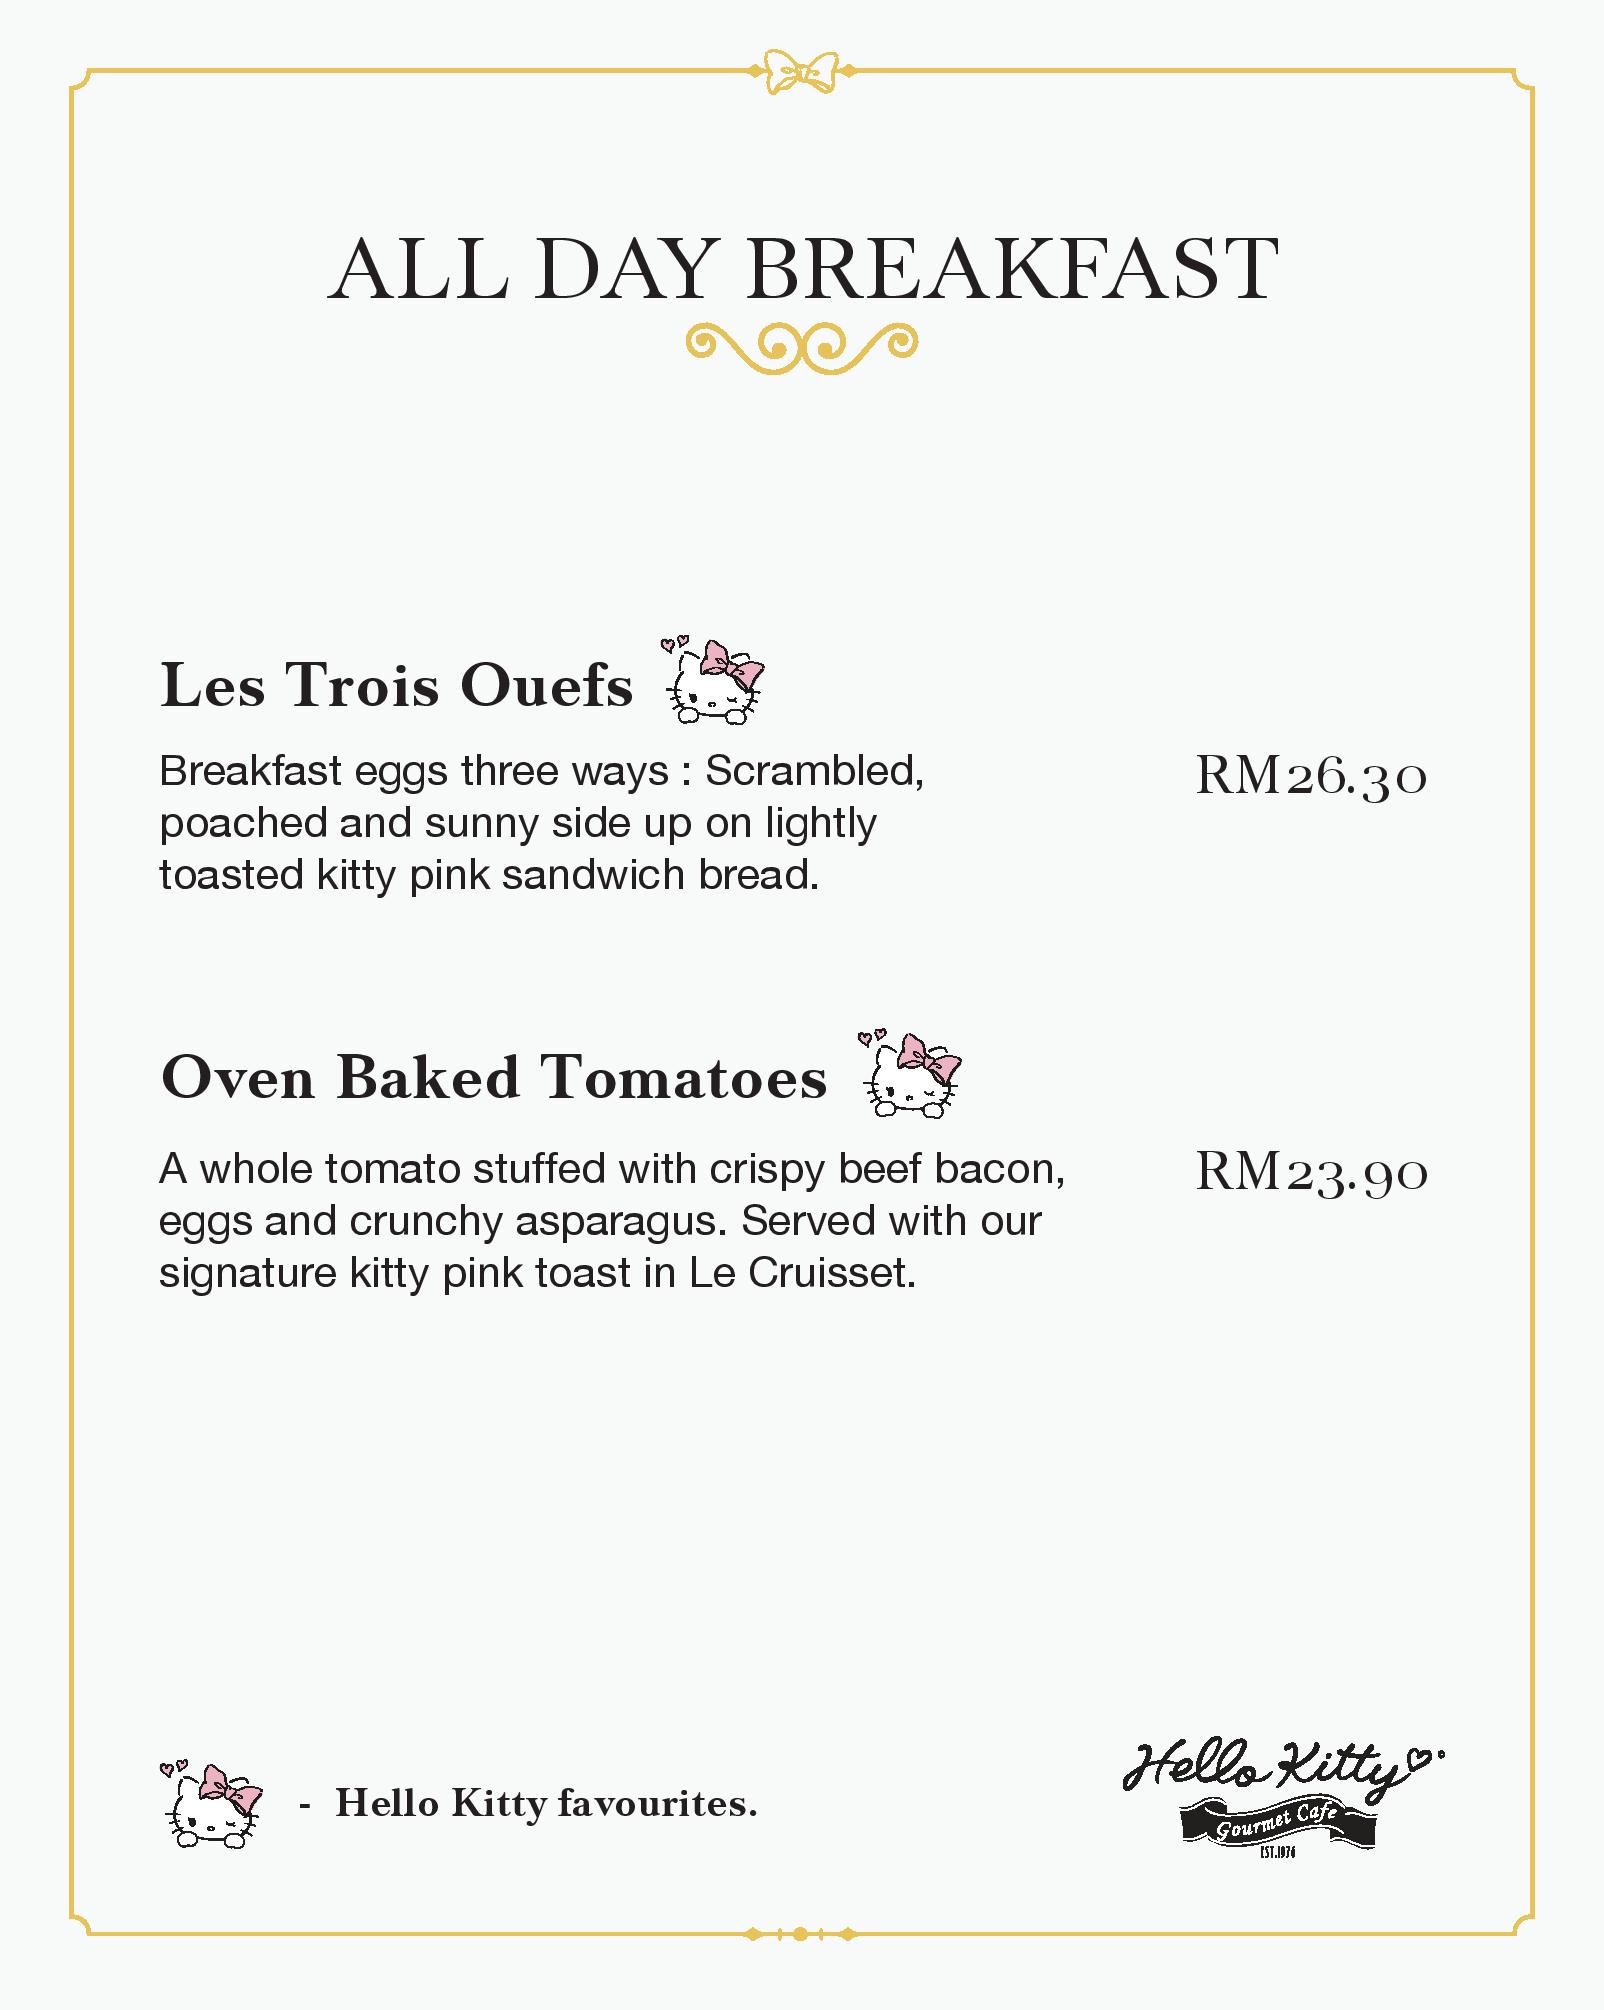 ALL DAY BREAKFAST
Les Trois Ouefs
Breakfast eggs three ways : Scrambled,
poached and sunny side up on lightly
toasted kitty pink sandwich bread.
RM26.30
Oven Baked Tomatoes
A whole tomato stuffed with crispy beef bacon,
eggs and crunchy asparagus. Served with our
signature kitty pink toast in Le Cruisset.
RM23.90
- Hello Kitty favourites.
Hello Kitty
Gourmet Cafe
EST.1976